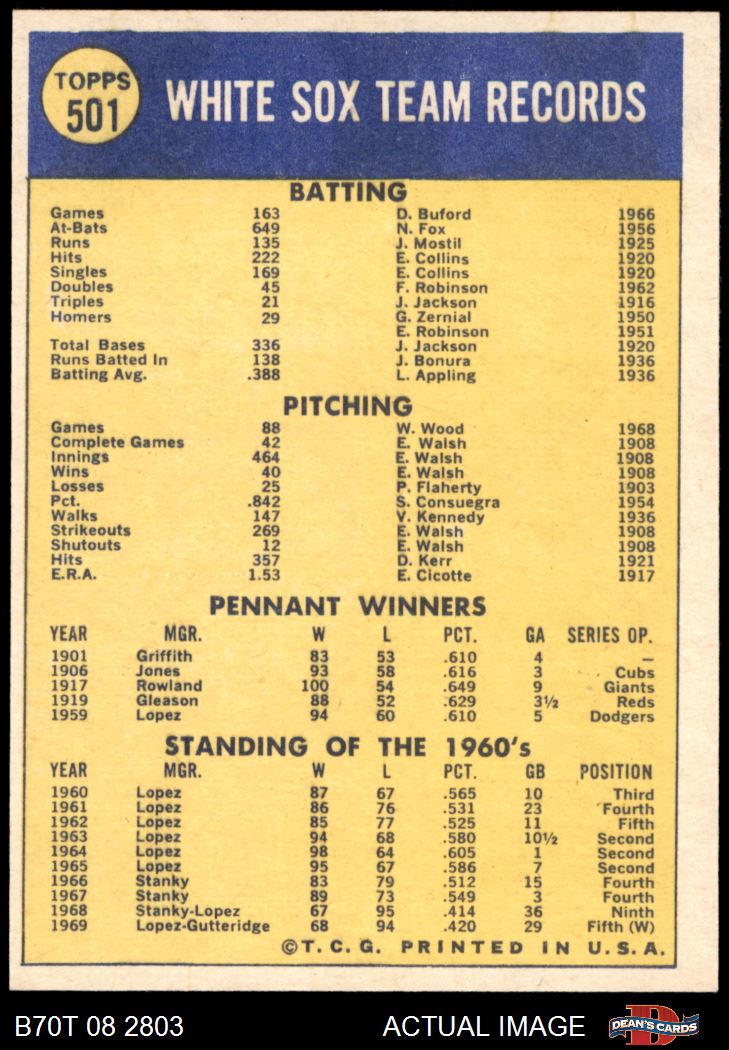 TOPPS
501
WHITE SOX TEAM RECORDS
BATTING
Games 163 D. Buford 1966
At-Bats 649 N. Fox 1956
Runs 135 J. Mostil 1925
Hits 222 E. Collins 1920
Singles 169 E. Collins 1920
Doubles 45 F. Robinson 1962
Triples 21 J. Jackson 1916
Homers 29 G. Zernial 1950
E. Robinson 1951
Total Bases 336 J. Jackson 1920
Runs Batted In 138 J. Bonura 1936
Batting Avg. .388 L. Appling 1936
PITCHING
Games 88 W. Wood 1968
Complete Games 42 E. Walsh 1908
Innings 464 E. Walsh 1908
Wins 40 E. Walsh 1908
Losses 25 P. Flaherty 1903
Pct. .842 S. Consuegra 1954
Walks 147 V. Kennedy 1936
Strikeouts 269 E. Walsh 1908
Shutouts 12 E. Walsh 1908
Hits 357 D. Kerr 1921
E.R.A. 1.53 E. Cicotte 1917
PENNANT WINNERS
YEAR MGR. W L PCT. GA SERIES OP.
1901 Griffith 83 53 .610 4 —
1906 Jones 93 58 .616 3 Cubs
1917 Rowland 100 54 .649 9 Giants
1919 Gleason 88 52 .629 3½ Reds
1959 Lopez 94 60 .610 5 Dodgers
STANDING OF THE 1960's
YEAR MGR. W L PCT. GB POSITION
1960 Lopez 87 67 .565 10 Third
1961 Lopez 86 76 .531 23 Fourth
1962 Lopez 85 77 .525 11 Fifth
1963 Lopez 94 68 .580 10½ Second
1964 Lopez 98 64 .605 1 Second
1965 Lopez 95 67 .586 7 Second
1966 Stanky 83 79 .512 15 Fourth
1967 Stanky 89 73 .549 3 Fourth
1968 Stanky-Lopez 67 95 .414 36 Ninth
1969 Lopez-Gutteridge 68 94 .420 29 Fifth (W)
©T. C. G. PRINTED IN U. S. A.
B70T 08 2803 ACTUAL IMAGE D DEAN'S CARDS